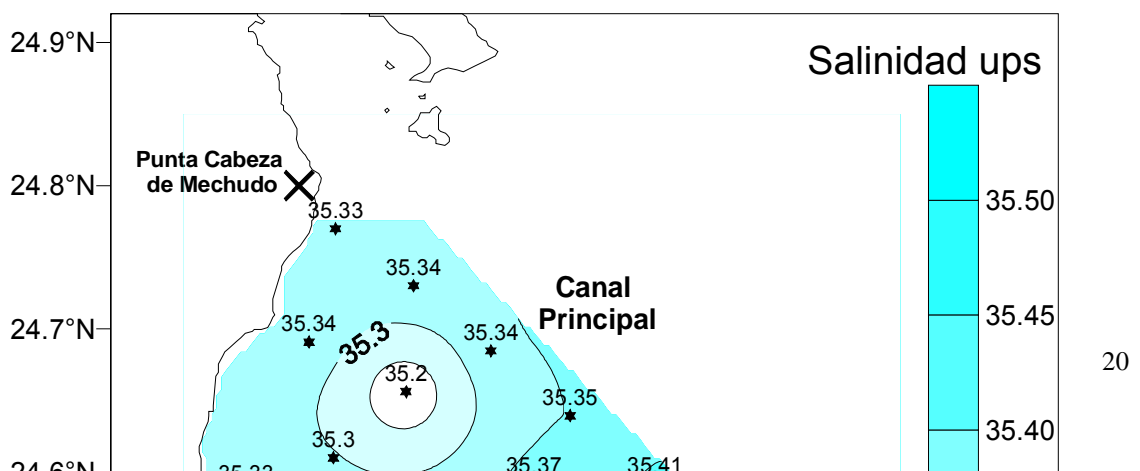 24.9°N
Salinidad ups
Punta Cabeza
de Mechudo
24.8°N
35.50
35.33
35.34
Canal
Principal
35.34
35.3
35.34
24.7°N
35.45
20
35.2
35.35
35.3
35.40
35.37
35.41
24.6°N